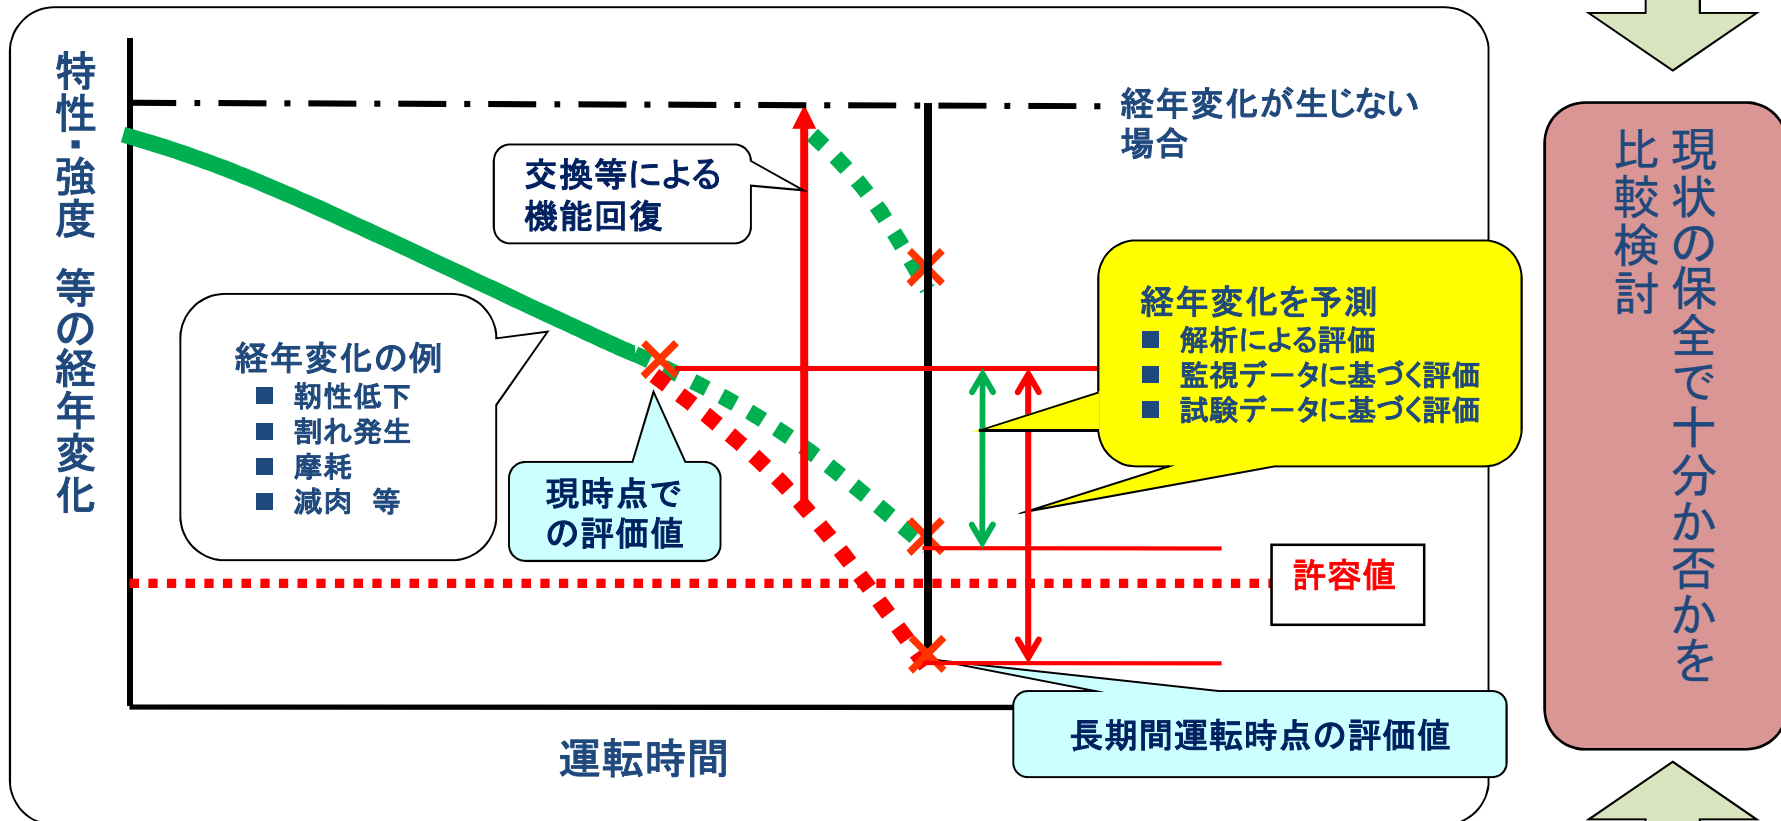 特性・強度 等の経年変化
経年変化が生じない
場合
交換等による
機能回復
経年変化の例
■ 靭性低下
■ 割れ発生
■ 摩耗
■ 減肉 等
現時点で
の評価値
経年変化を予測
■ 解析による評価
■ 監視データに基づく評価
■ 試験データに基づく評価
許容値
長期間運転時点の評価値
運転時間
現状の保全で十分か否かを
比較検討